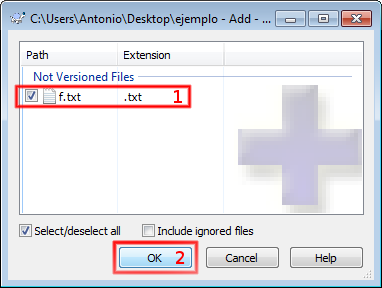 C:\Users\Antonio\Desktop\ejemplo - Add - ...
Path Extension
Not Versioned Files
f.txt .txt 1
Select/deselect all Include ignored files
OK 2 Cancel Help